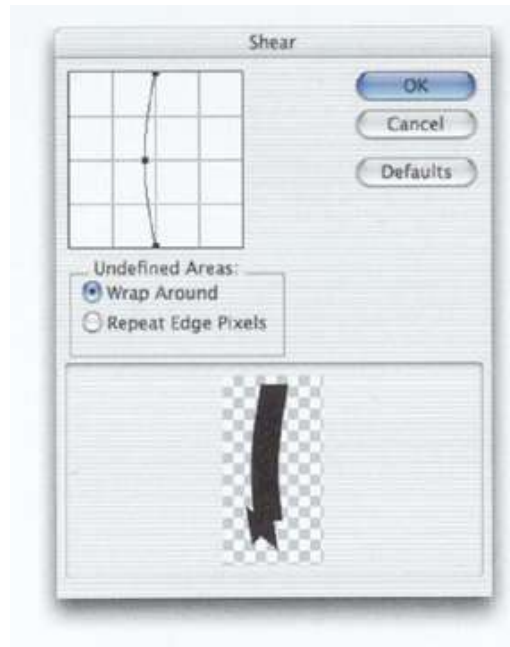 Shear
OK
Cancel
Defaults
Undefined Areas:
Wrap Around
Repeat Edge Pixels